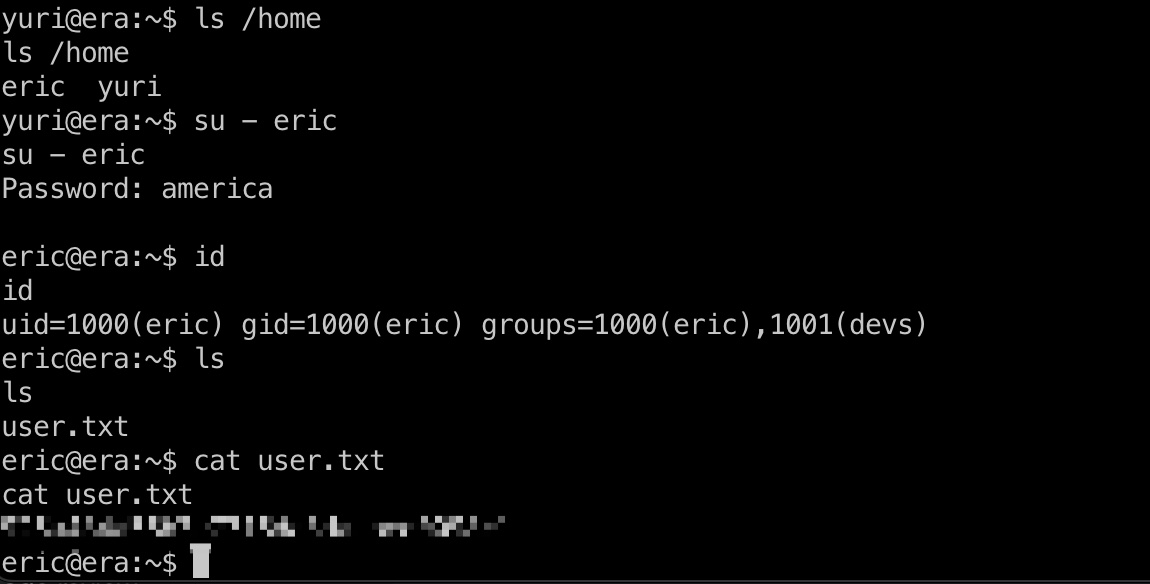 yuri@era:~$ ls /home
ls /home
eric  yuri
yuri@era:~$ su - eric
su - eric
Password: america
eric@era:~$ id
id
uid=1000(eric) gid=1000(eric) groups=1000(eric),1001(devs)
eric@era:~$ ls
ls
user.txt
eric@era:~$ cat user.txt
cat user.txt
eric@era:~$